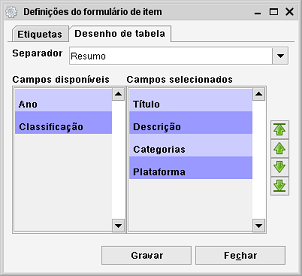 Definições do formulário de item
Etiquetas Desenho de tabela
Separador Resumo
Campos disponíveis Campos selecionados
Ano Título
Classificação Descrição
Categorias
Plataforma
Gravar Fechar